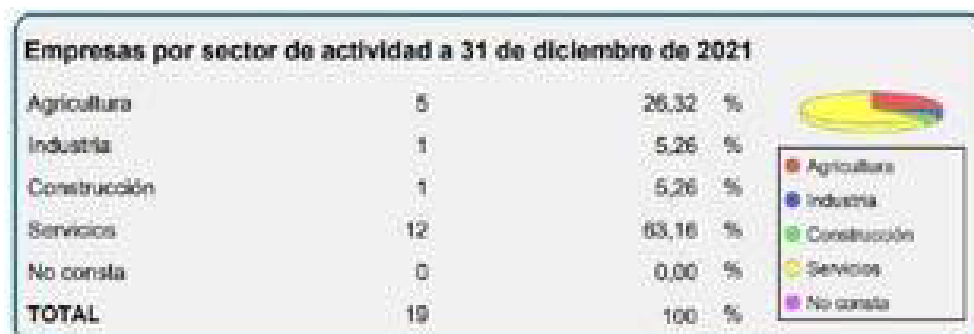 Empresas por sector de actividad a 31 de diciembre de 2021
Agricultura 5 26,32 %
Industria 1 5,26 %
Construcción 1 5,26 %
Servicios 12 63,16 %
No consta 0 0,00 %
TOTAL 19 100 %
Agricultura
Industria
Construcción
Servicios
No consta